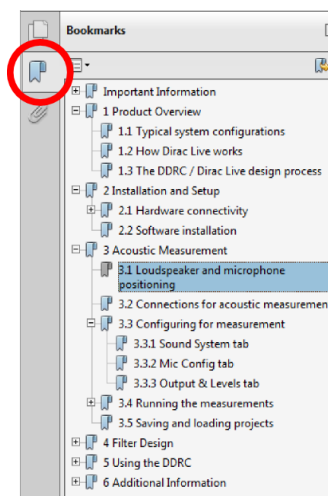 Bookmarks
Important Information
1 Product Overview
1.1 Typical system configurations
1.2 How Dirac Live works
1.3 The DDRC / Dirac Live design process
2 Installation and Setup
2.1 Hardware connectivity
2.2 Software installation
3 Acoustic Measurement
3.1 Loudspeaker and microphone
positioning
3.2 Connections for acoustic measuremen
3.3 Configuring for measurement
3.3.1 Sound System tab
3.3.2 Mic Config tab
3.3.3 Output & Levels tab
3.4 Running the measurements
3.5 Saving and loading projects
4 Filter Design
5 Using the DDRC
6 Additional Information